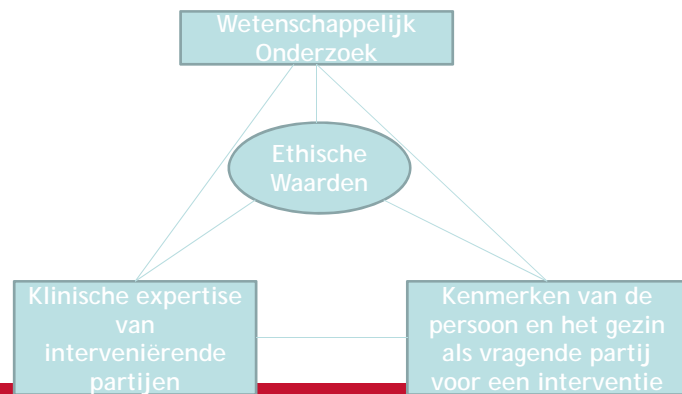 Wetenschappelijk
Onderzoek
Ethische
Waarden
Klinische expertise
van
interveniërende
partijen
Kenmerken van de
persoon en het gezin
als vragende partij
voor een interventie